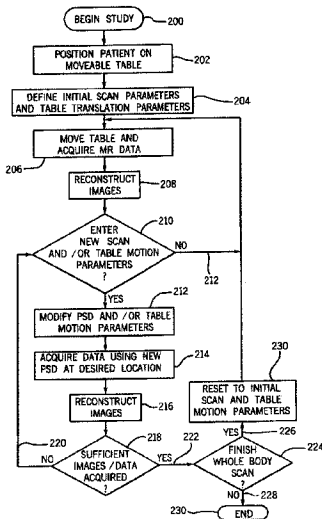 BEGIN STUDY
200
POSITION PATIENT ON
MOVEABLE TABLE
202
DEFINE INITIAL SCAN PARAMETERS
AND TABLE TRANSLATION PARAMETERS
204
MOVE TABLE AND
ACQUIRE MR DATA
206
RECONSTRUCT
IMAGES
208
ENTER
NEW SCAN
AND /OR TABLE MOTION
PARAMETERS
?
210
NO
212
YES
212
MODIFY PSD AND /OR TABLE
MOTION PARAMETERS
ACQUIRE DATA USING NEW
PSD AT DESIRED LOCATION
214
RECONSTRUCT
IMAGES
216
230
RESET TO INITIAL
SCAN AND TABLE
MOTION PARAMETERS
220
218
222
YES
226
NO
SUFFICIENT
IMAGES /DATA
ACQUIRED
?
YES
FINISH
WHOLE BODY
SCAN
?
224
NO
228
230
END